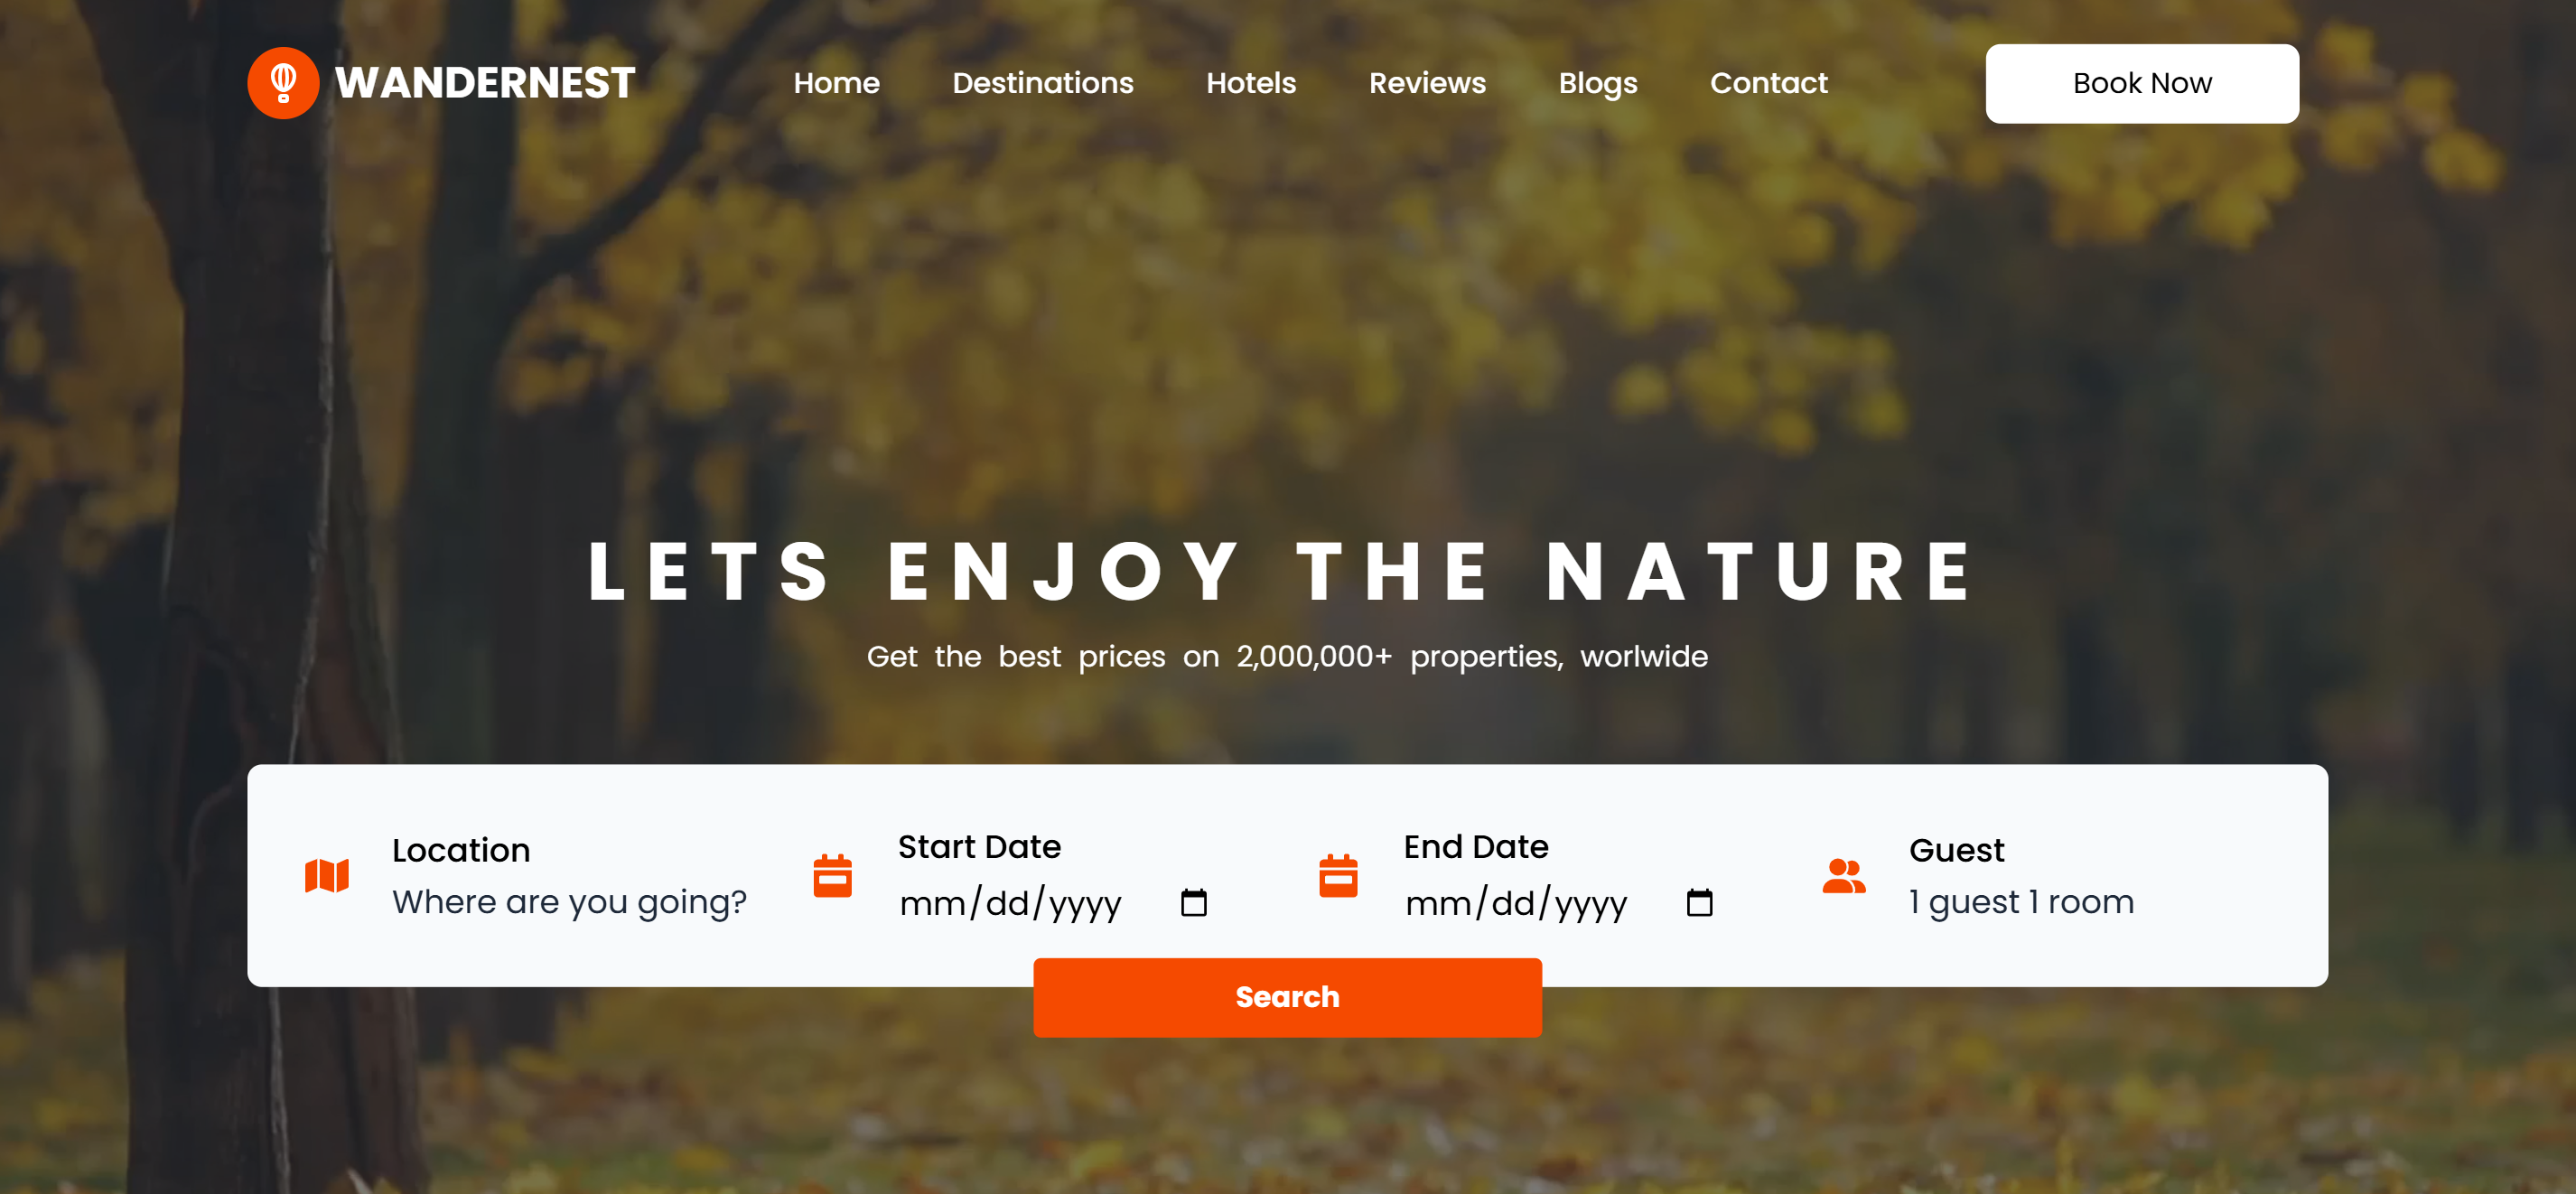 WANDERNEST
Home Destinations Hotels Reviews Blogs Contact
Book Now
LETS ENJOY THE NATURE
Get the best prices on 2,000,000+ properties, worlwide
Location
Where are you going?
Start Date
mm/dd/yyyy
End Date
mm/dd/yyyy
Guest
1 guest 1 room
Search